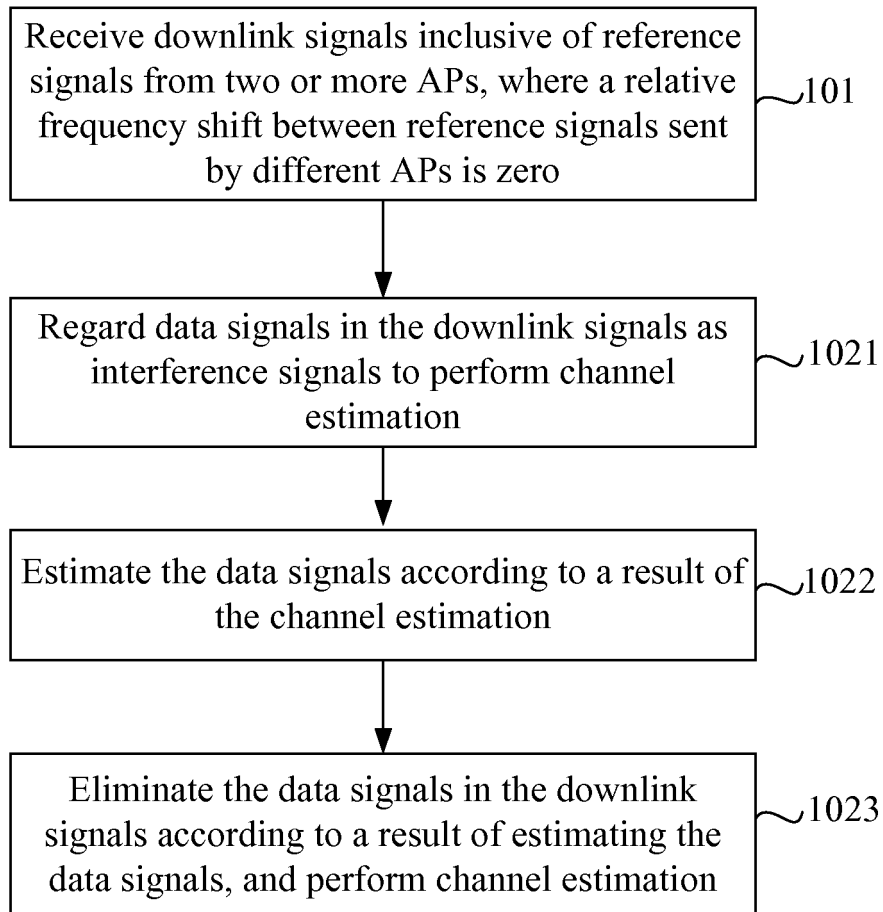 Receive downlink signals inclusive of reference
signals from two or more APs, where a relative
frequency shift between reference signals sent
by different APs is zero
101
Regard data signals in the downlink signals as
interference signals to perform channel
estimation
1021
Estimate the data signals according to a result of
the channel estimation
1022
Eliminate the data signals in the downlink
signals according to a result of estimating the
data signals, and perform channel estimation
1023